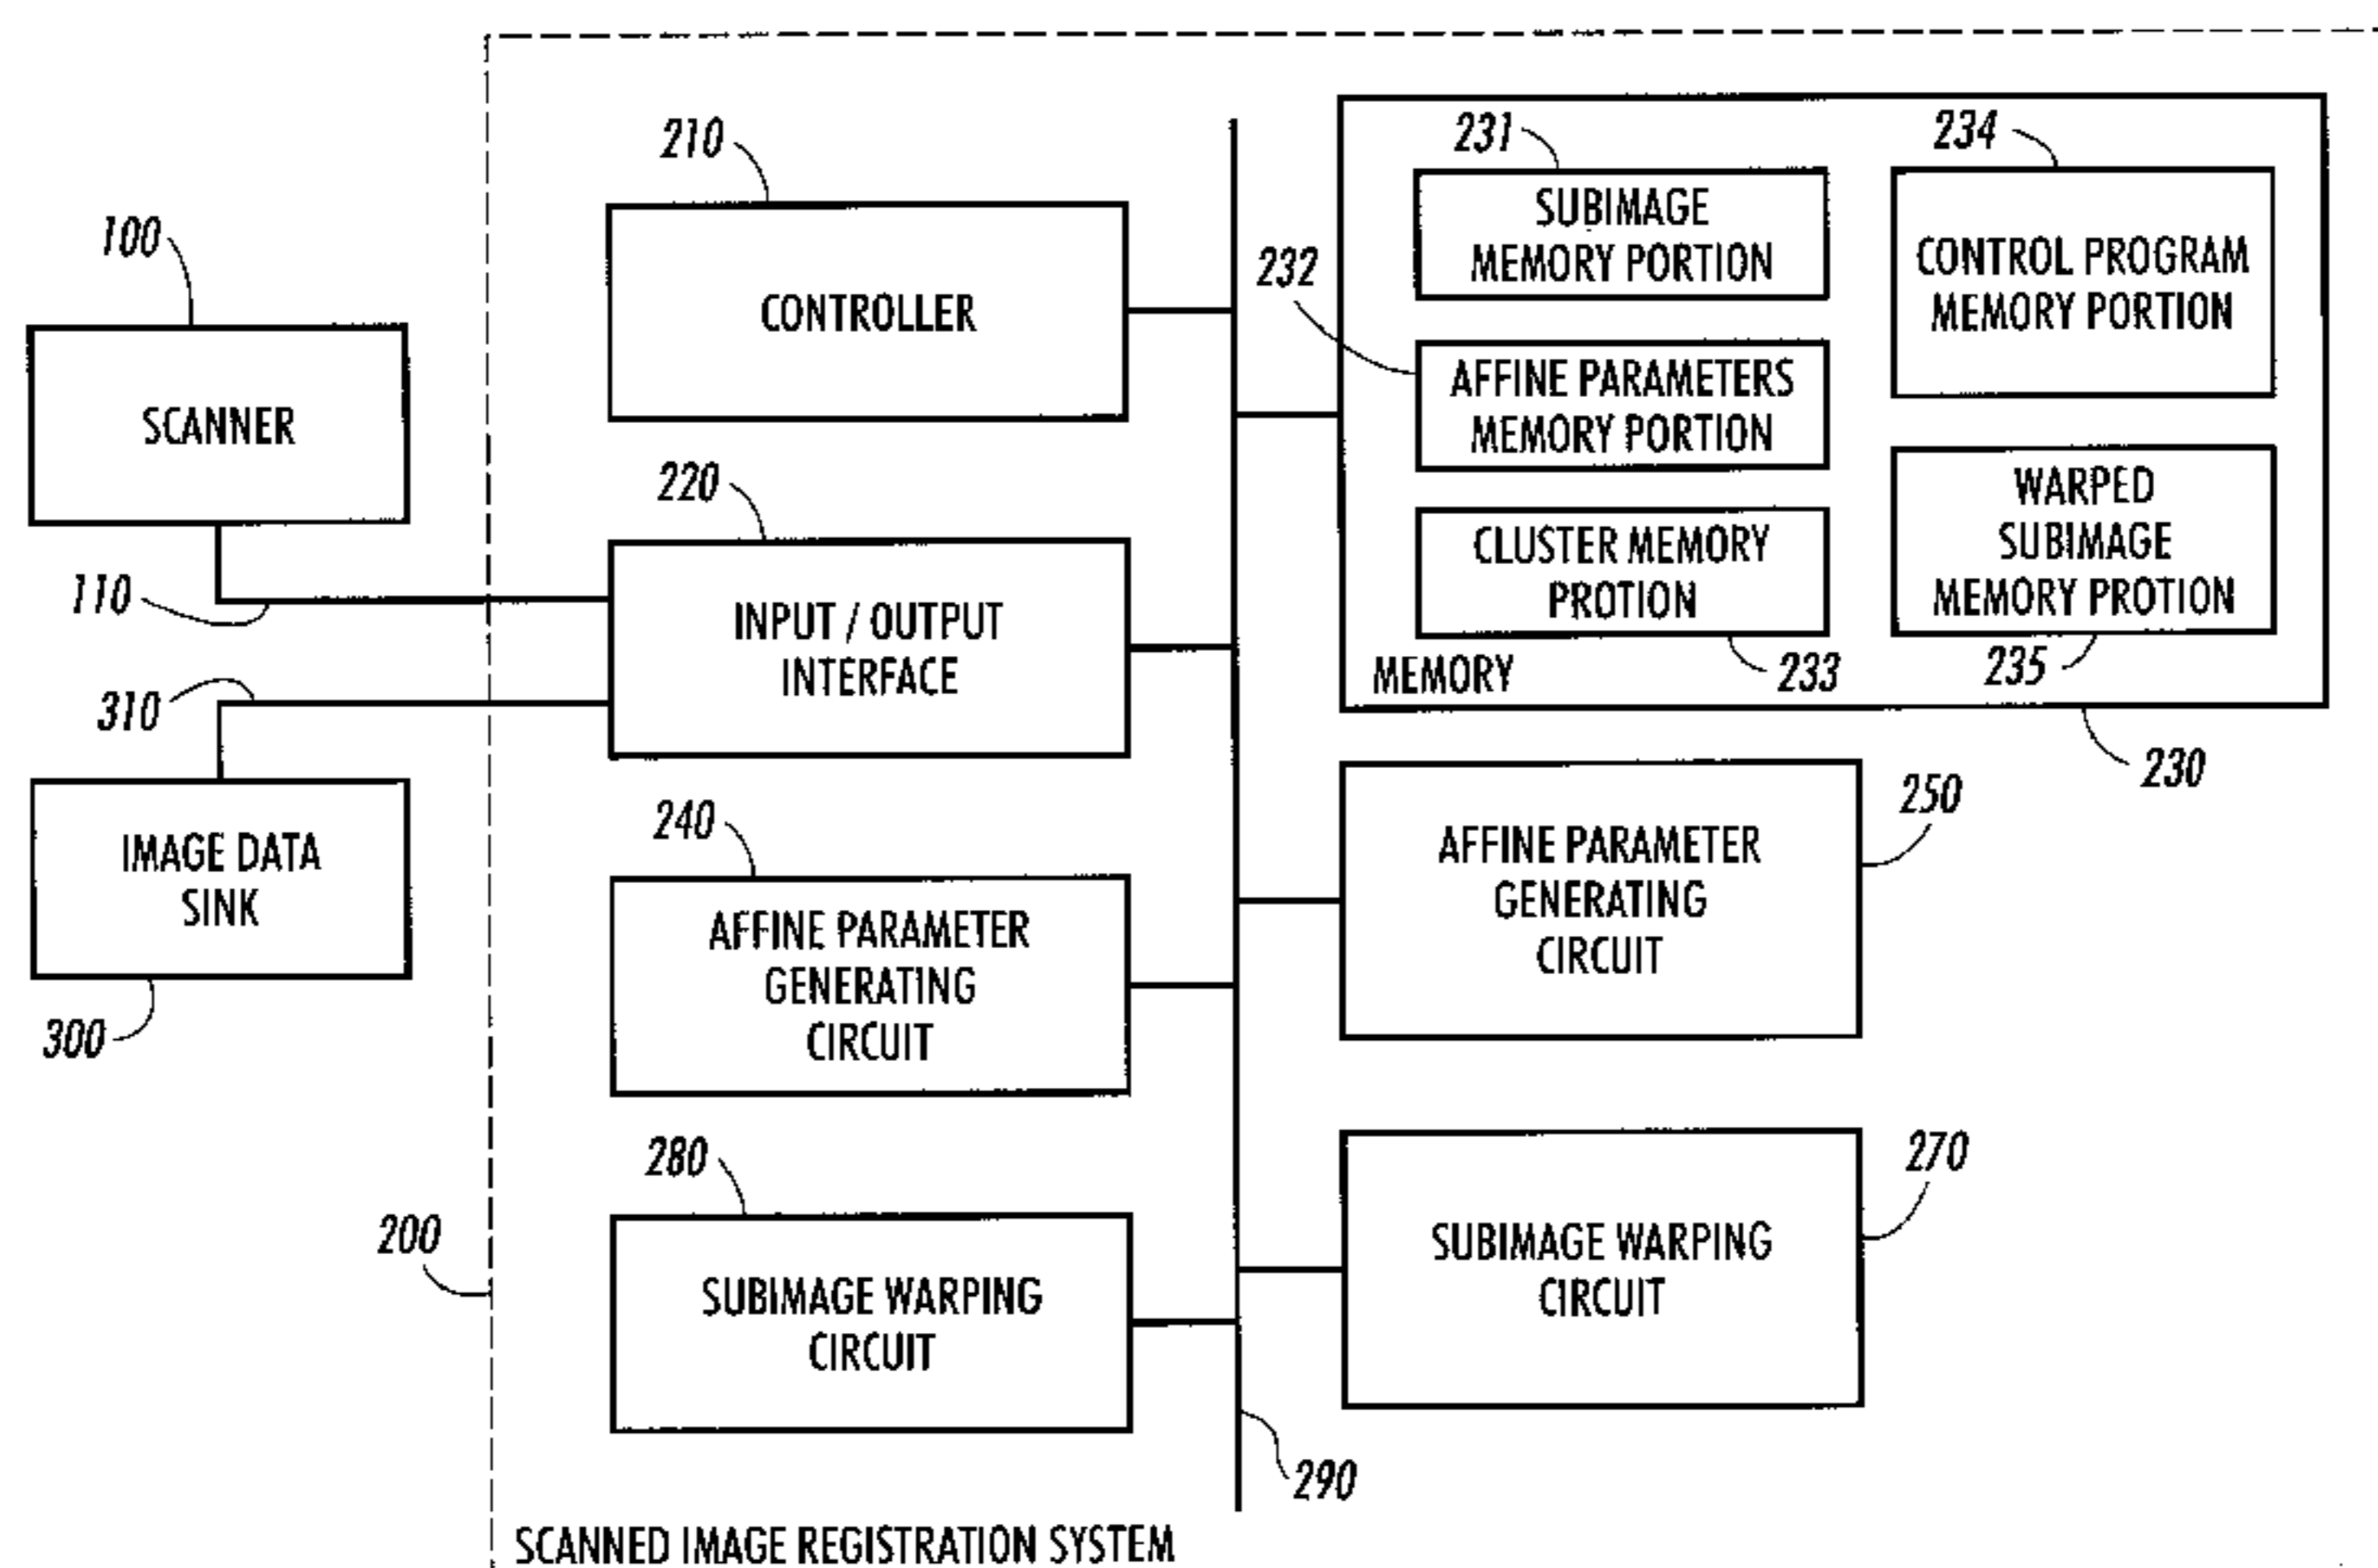 100
SCANNER
110
310
IMAGE DATA
SINK
300
200
210
CONTROLLER
220
INPUT / OUTPUT
INTERFACE
240
AFFINE PARAMETER
GENERATING
CIRCUIT
280
SUBIMAGE WARPING
CIRCUIT
231
SUBIMAGE
MEMORY PORTION
232
AFFINE PARAMETERS
MEMORY PORTION
CLUSTER MEMORY
PROTION
233
234
CONTROL PROGRAM
MEMORY PORTION
WARPED
SUBIMAGE
MEMORY PROTION
235
MEMORY
230
250
AFFINE PARAMETER
GENERATING
CIRCUIT
270
SUBIMAGE WARPING
CIRCUIT
290
SCANNED IMAGE REGISTRATION SYSTEM